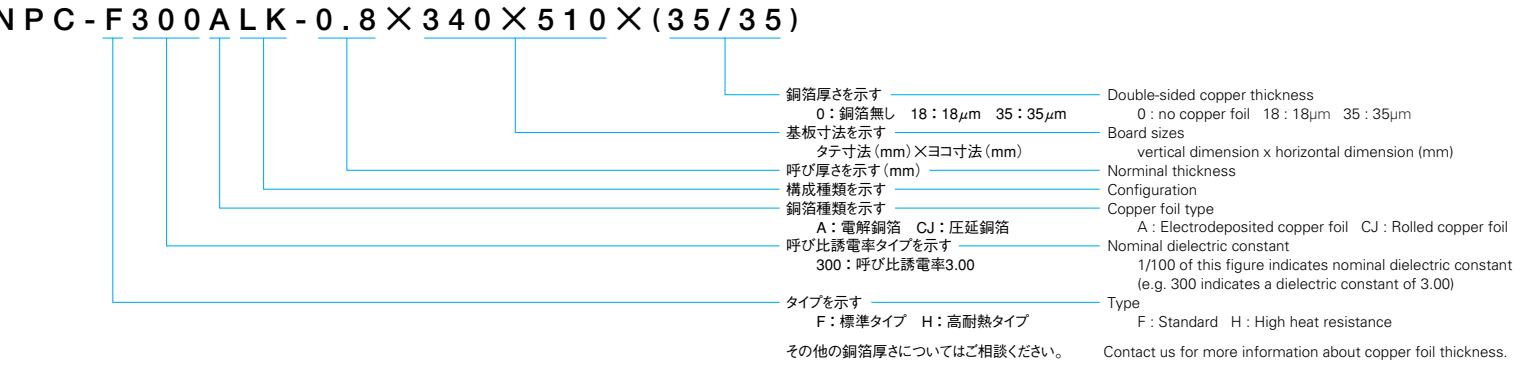 NPC-F300ALK-0.8×340×510×(35/35)
銅箔厚さを示す Double-sided copper thickness
0：銅箔無し 18：18μm 35：35μm 0 : no copper foil 18 : 18μm 35 : 35μm
基板寸法を示す Board sizes
タテ寸法（mm）×ヨコ寸法（mm） vertical dimension x horizontal dimension (mm)
呼び厚さを示す（mm） Norminal thickness
構成種類を示す Configuration
銅箔種類を示す Copper foil type
A：電解銅箔 CJ：圧延銅箔 A : Electrodeposited copper foil CJ : Rolled copper foil
呼び比誘電率タイプを示す Nominal dielectric constant
300：呼び比誘電率3.00 1/100 of this figure indicates nominal dielectric constant
(e.g. 300 indicates a dielectric constant of 3.00)
タイプを示す Type
F：標準タイプ H：高耐熱タイプ F : Standard H : High heat resistance
その他の銅箔厚さについてはご相談ください。 Contact us for more information about copper foil thickness.